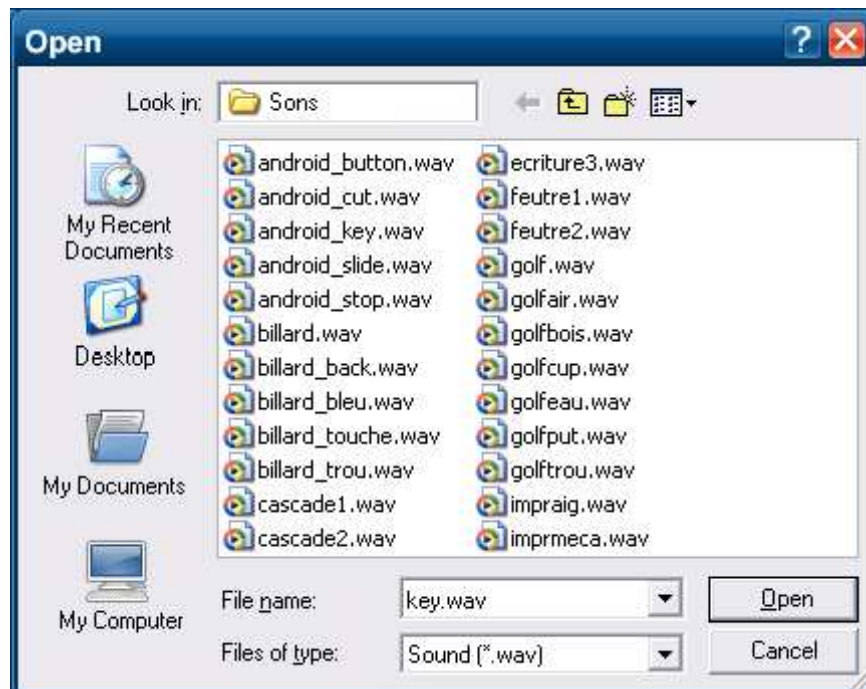 Open
Look in: Sons
My Recent
Documents
Desktop
My Documents
My Computer
android_button.wav
android_cut.wav
android_key.wav
android_slide.wav
android_stop.wav
billard.wav
billard_back.wav
billard_bleu.wav
billard_touche.wav
billard_trou.wav
cascade1.wav
cascade2.wav
ecriture3.wav
feutre1.wav
feutre2.wav
golf.wav
golfair.wav
golfbois.wav
golfcup.wav
golfeau.wav
golfput.wav
golftrou.wav
impraig.wav
imprmeca.wav
File name: key.wav Open
Files of type: Sound (*.wav) Cancel